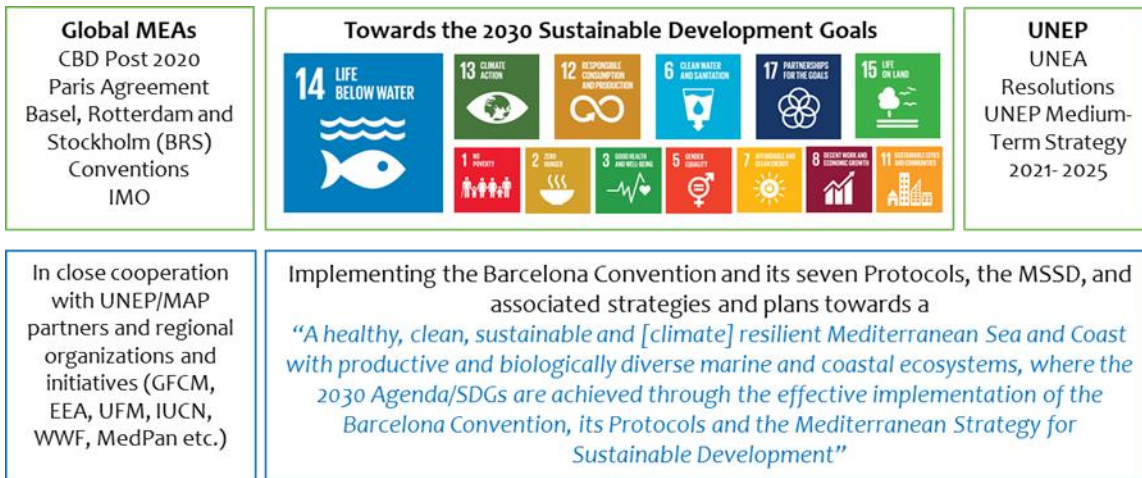 Global MEAs
CBD Post 2020
Paris Agreement
Basel, Rotterdam and
Stockholm (BRS)
Conventions
IMO
Towards the 2030 Sustainable Development Goals
14 LIFE
BELOW WATER
13 CLIMATE
ACTION
12 RESPONSIBLE
CONSUMPTION
AND PRODUCTION
6 CLEAN WATER
AND SANITATION
17 PARTNERSHIPS
FOR THE GOALS
15 LIFE
ON LAND
1 NO
POVERTY
2 ZERO
HUNGER
3 GOOD HEALTH
AND WELL-BEING
5 GENDER
EQUALITY
7 AFFORDABLE AND
CLEAN ENERGY
8 DECENT WORK AND
ECONOMIC GROWTH
11 SUSTAINABLE CITIES
AND COMMUNITIES
UNEP
UNEA
Resolutions
UNEP Medium-
Term Strategy
2021- 2025
In close cooperation
with UNEP/MAP
partners and regional
organizations and
initiatives (GFCM,
EEA, UFM, IUCN,
WWF, MedPan etc.)
Implementing the Barcelona Convention and its seven Protocols, the MSSD, and
associated strategies and plans towards a
“A healthy, clean, sustainable and [climate] resilient Mediterranean Sea and Coast
with productive and biologically diverse marine and coastal ecosystems, where the
2030 Agenda/SDGs are achieved through the effective implementation of the
Barcelona Convention, its Protocols and the Mediterranean Strategy for
Sustainable Development”